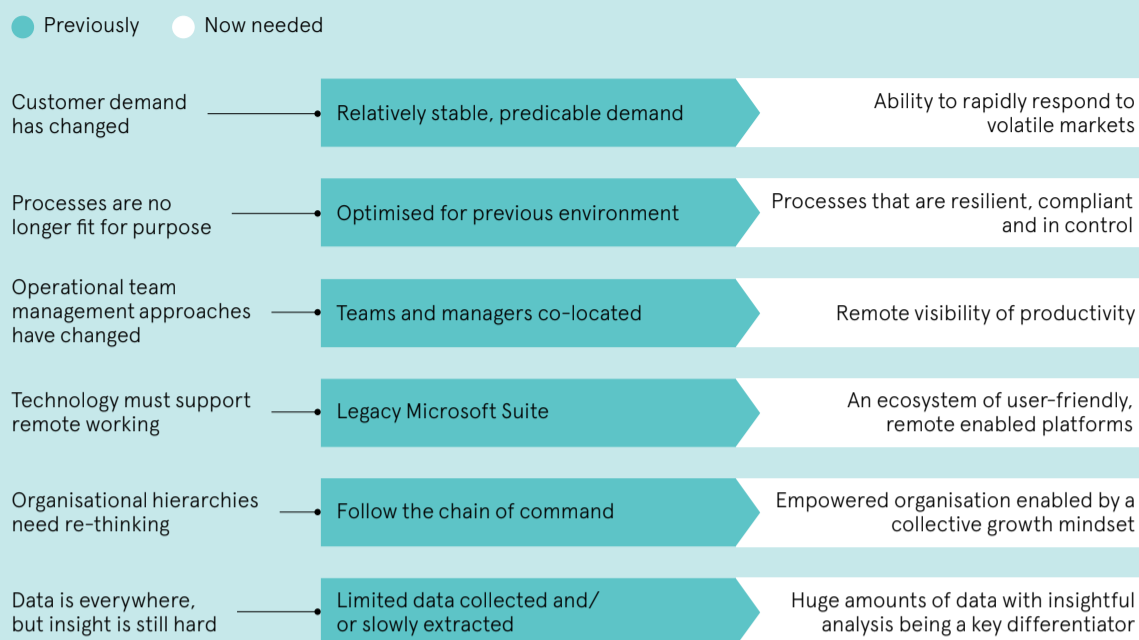 Previously
Now needed
Customer demand
has changed
Relatively stable, predicable demand
Ability to rapidly respond to
volatile markets
Processes are no
longer fit for purpose
Optimised for previous environment
Processes that are resilient, compliant
and in control
Operational team
management approaches
have changed
Teams and managers co-located
Remote visibility of productivity
Technology must support
remote working
Legacy Microsoft Suite
An ecosystem of user-friendly,
remote enabled platforms
Organisational hierarchies
need re-thinking
Follow the chain of command
Empowered organisation enabled by a
collective growth mindset
Data is everywhere,
but insight is still hard
Limited data collected and/
or slowly extracted
Huge amounts of data with insightful
analysis being a key differentiator